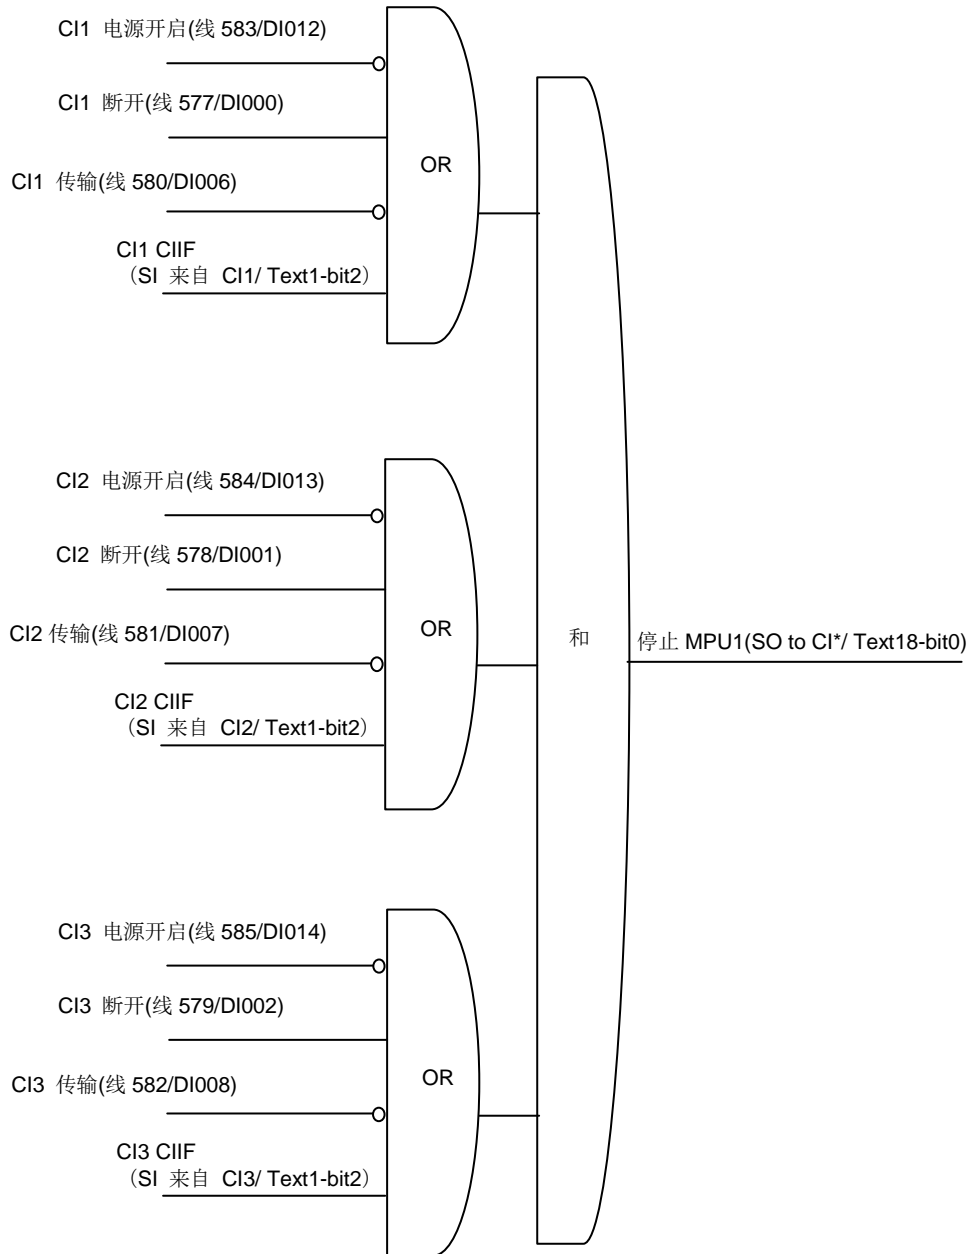 CI1 电源开启(线 583/DI012)
CI1 断开(线 577/DI000)
CI1 传输(线 580/DI006)
CI1 CIIF
（SI 来自 CI1/ Text1-bit2）
OR
CI2 电源开启(线 584/DI013)
CI2 断开(线 578/DI001)
CI2 传输(线 581/DI007)
CI2 CIIF
（SI 来自 CI2/ Text1-bit2）
OR
和
停止 MPU1(SO to CI*/ Text18-bit0)
CI3 电源开启(线 585/DI014)
CI3 断开(线 579/DI002)
CI3 传输(线 582/DI008)
CI3 CIIF
（SI 来自 CI3/ Text1-bit2）
OR